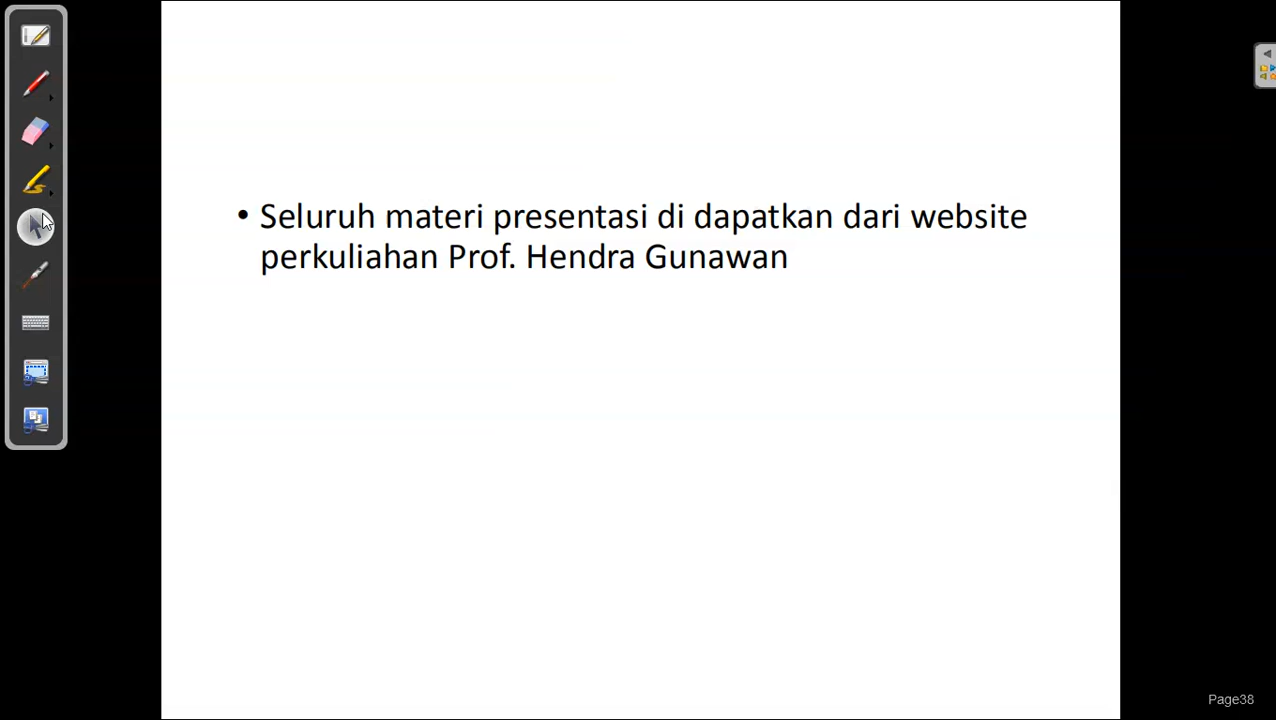 • Seluruh materi presentasi di dapatkan dari website
perkuliahan Prof. Hendra Gunawan
Page38